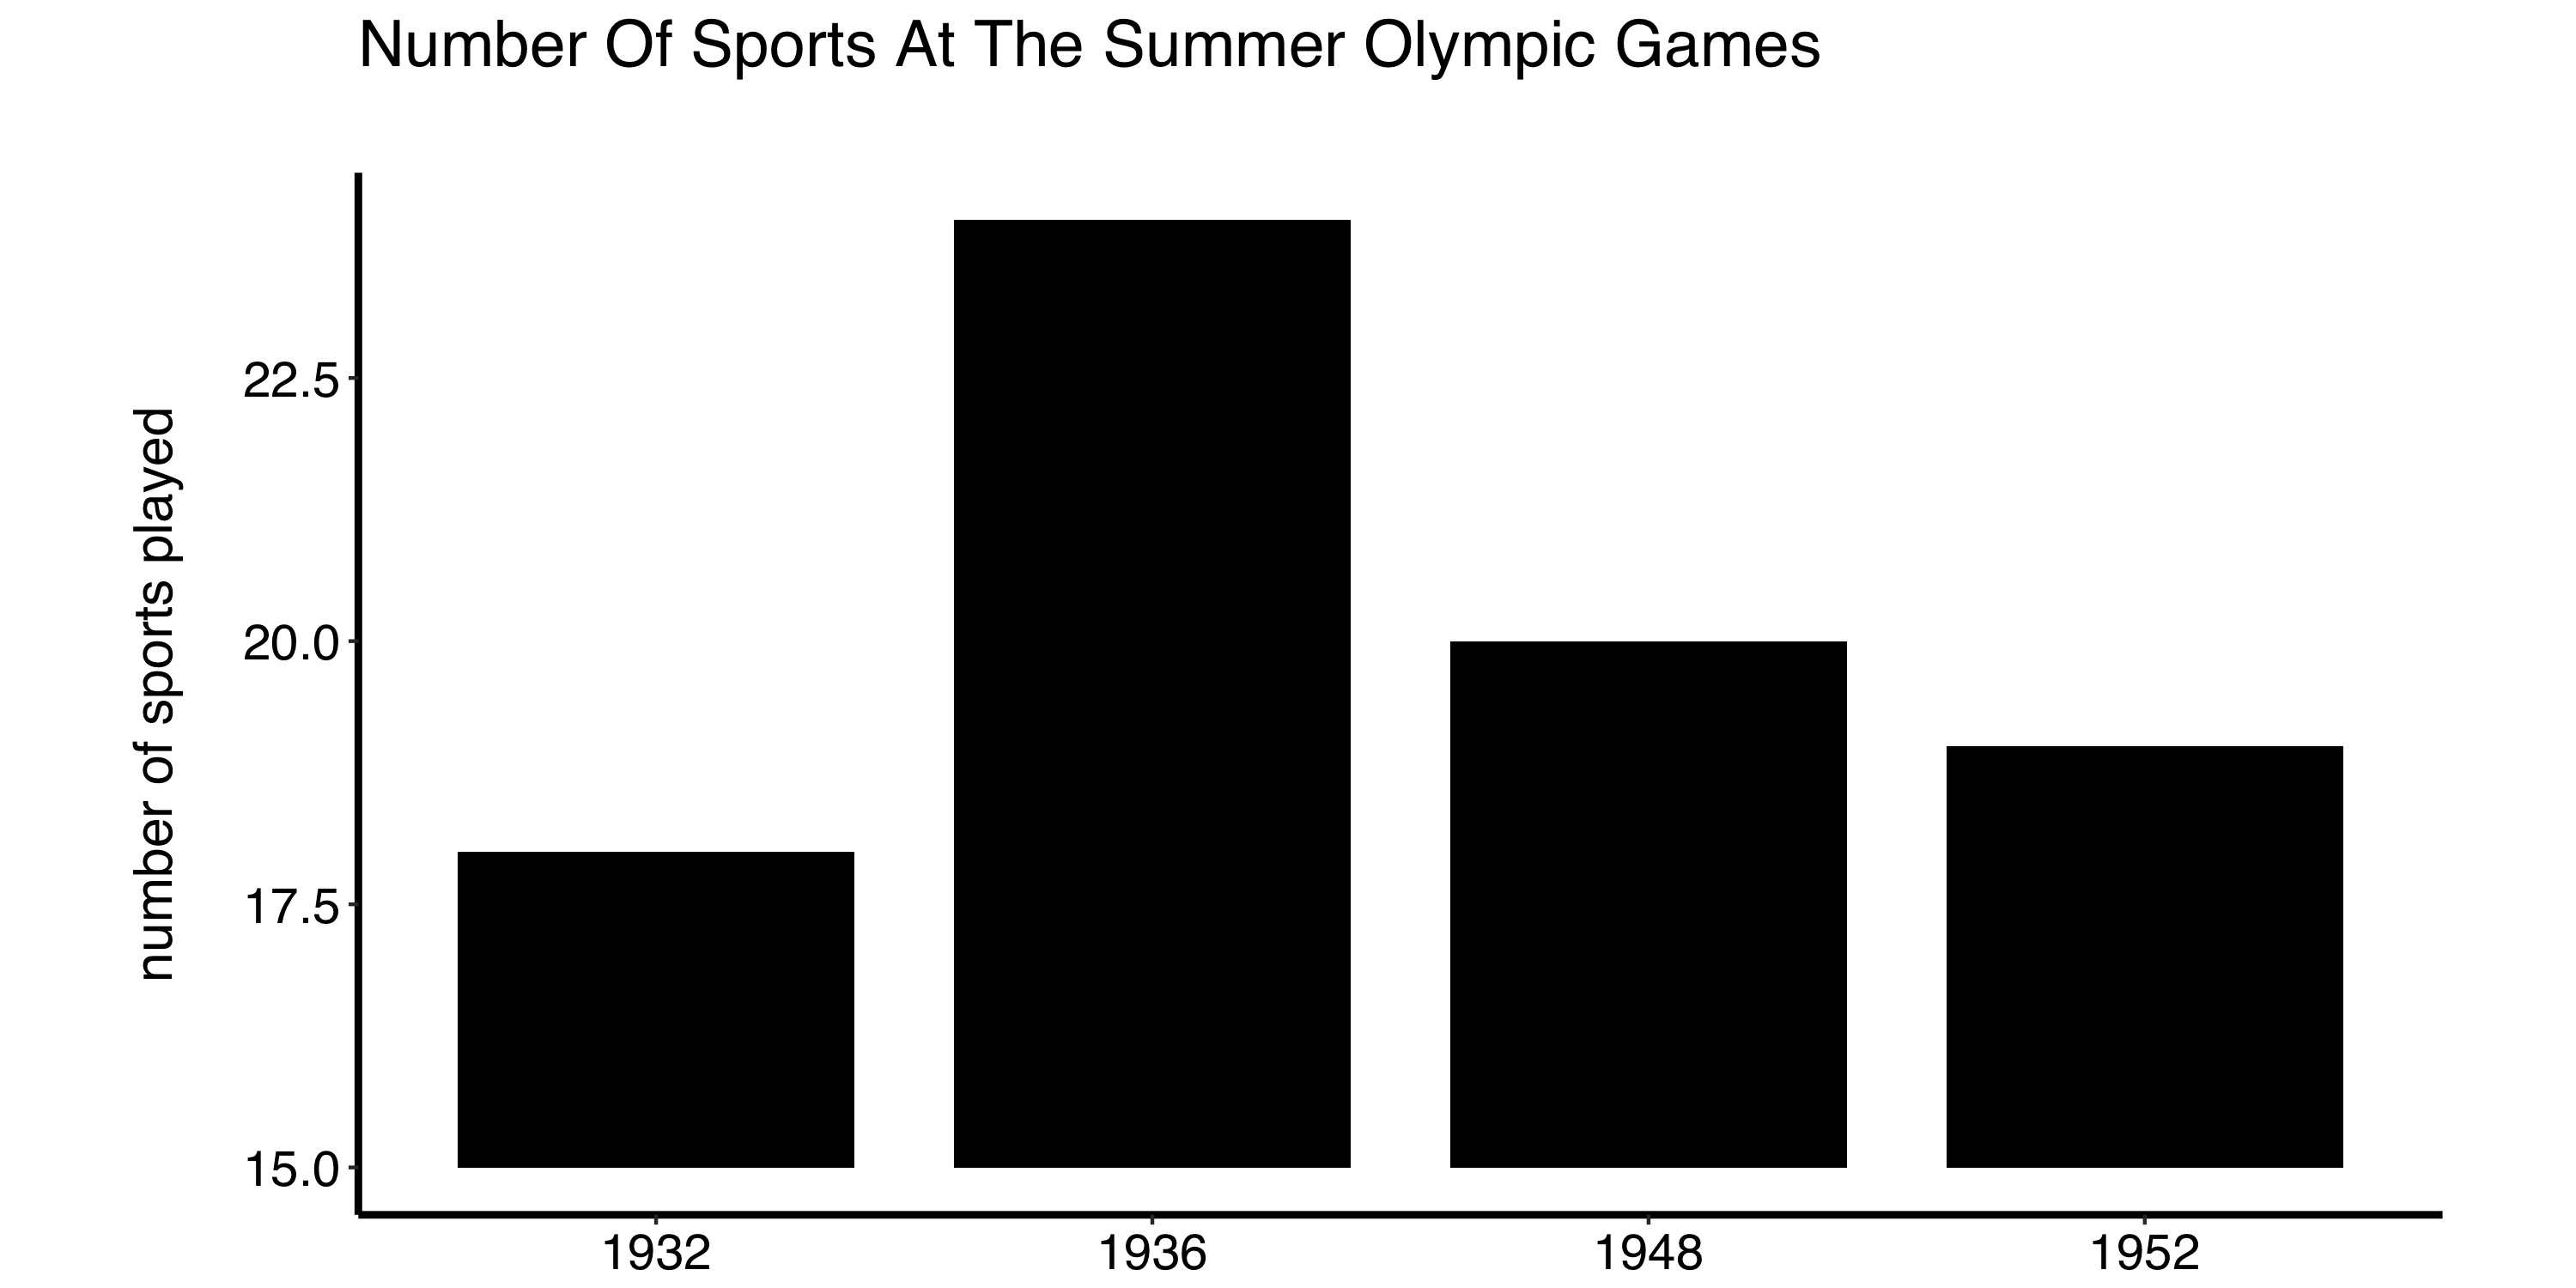 Number Of Sports At The Summer Olympic Games
number of sports played
22.5
20.0
17.5
15.0
1932 1936 1948 1952